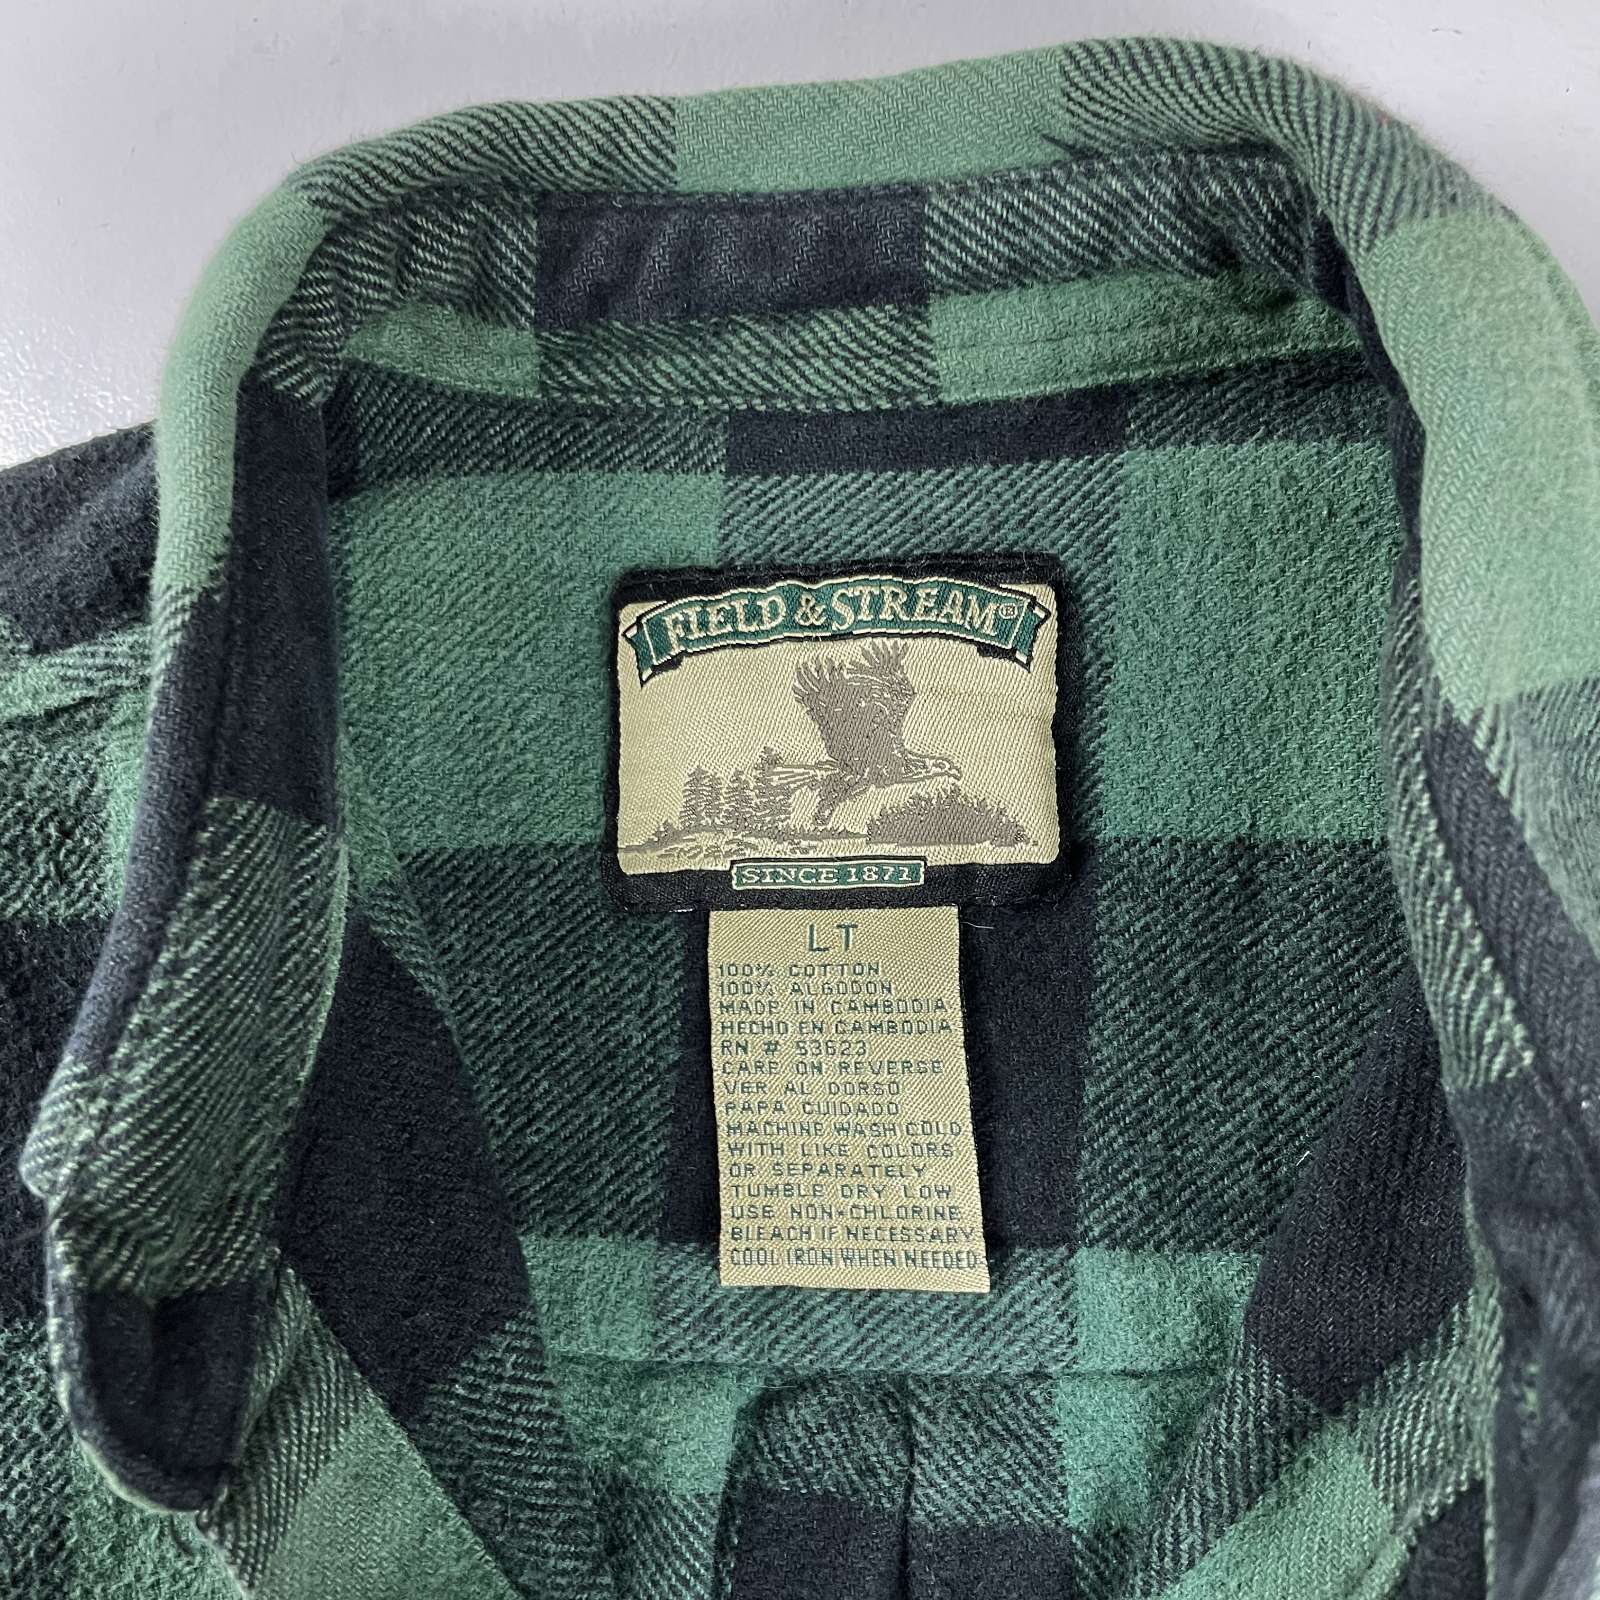 FIELD & STREAM®
SINCE 1871
LT
100% COTTON
100% ALGODON
MADE IN CAMBODIA
HECHO EN CAMBODIA
RN # 53623
CARE ON REVERSE
VER AL DORSO
PAPA CUIDADO
MACHINE WASH COLD
WITH LIKE COLORS
OR SEPARATELY
TUMBLE DRY LOW
USE NON-CHLORINE
BLEACH IF NECESSARY
COOL IRON WHEN NEEDED